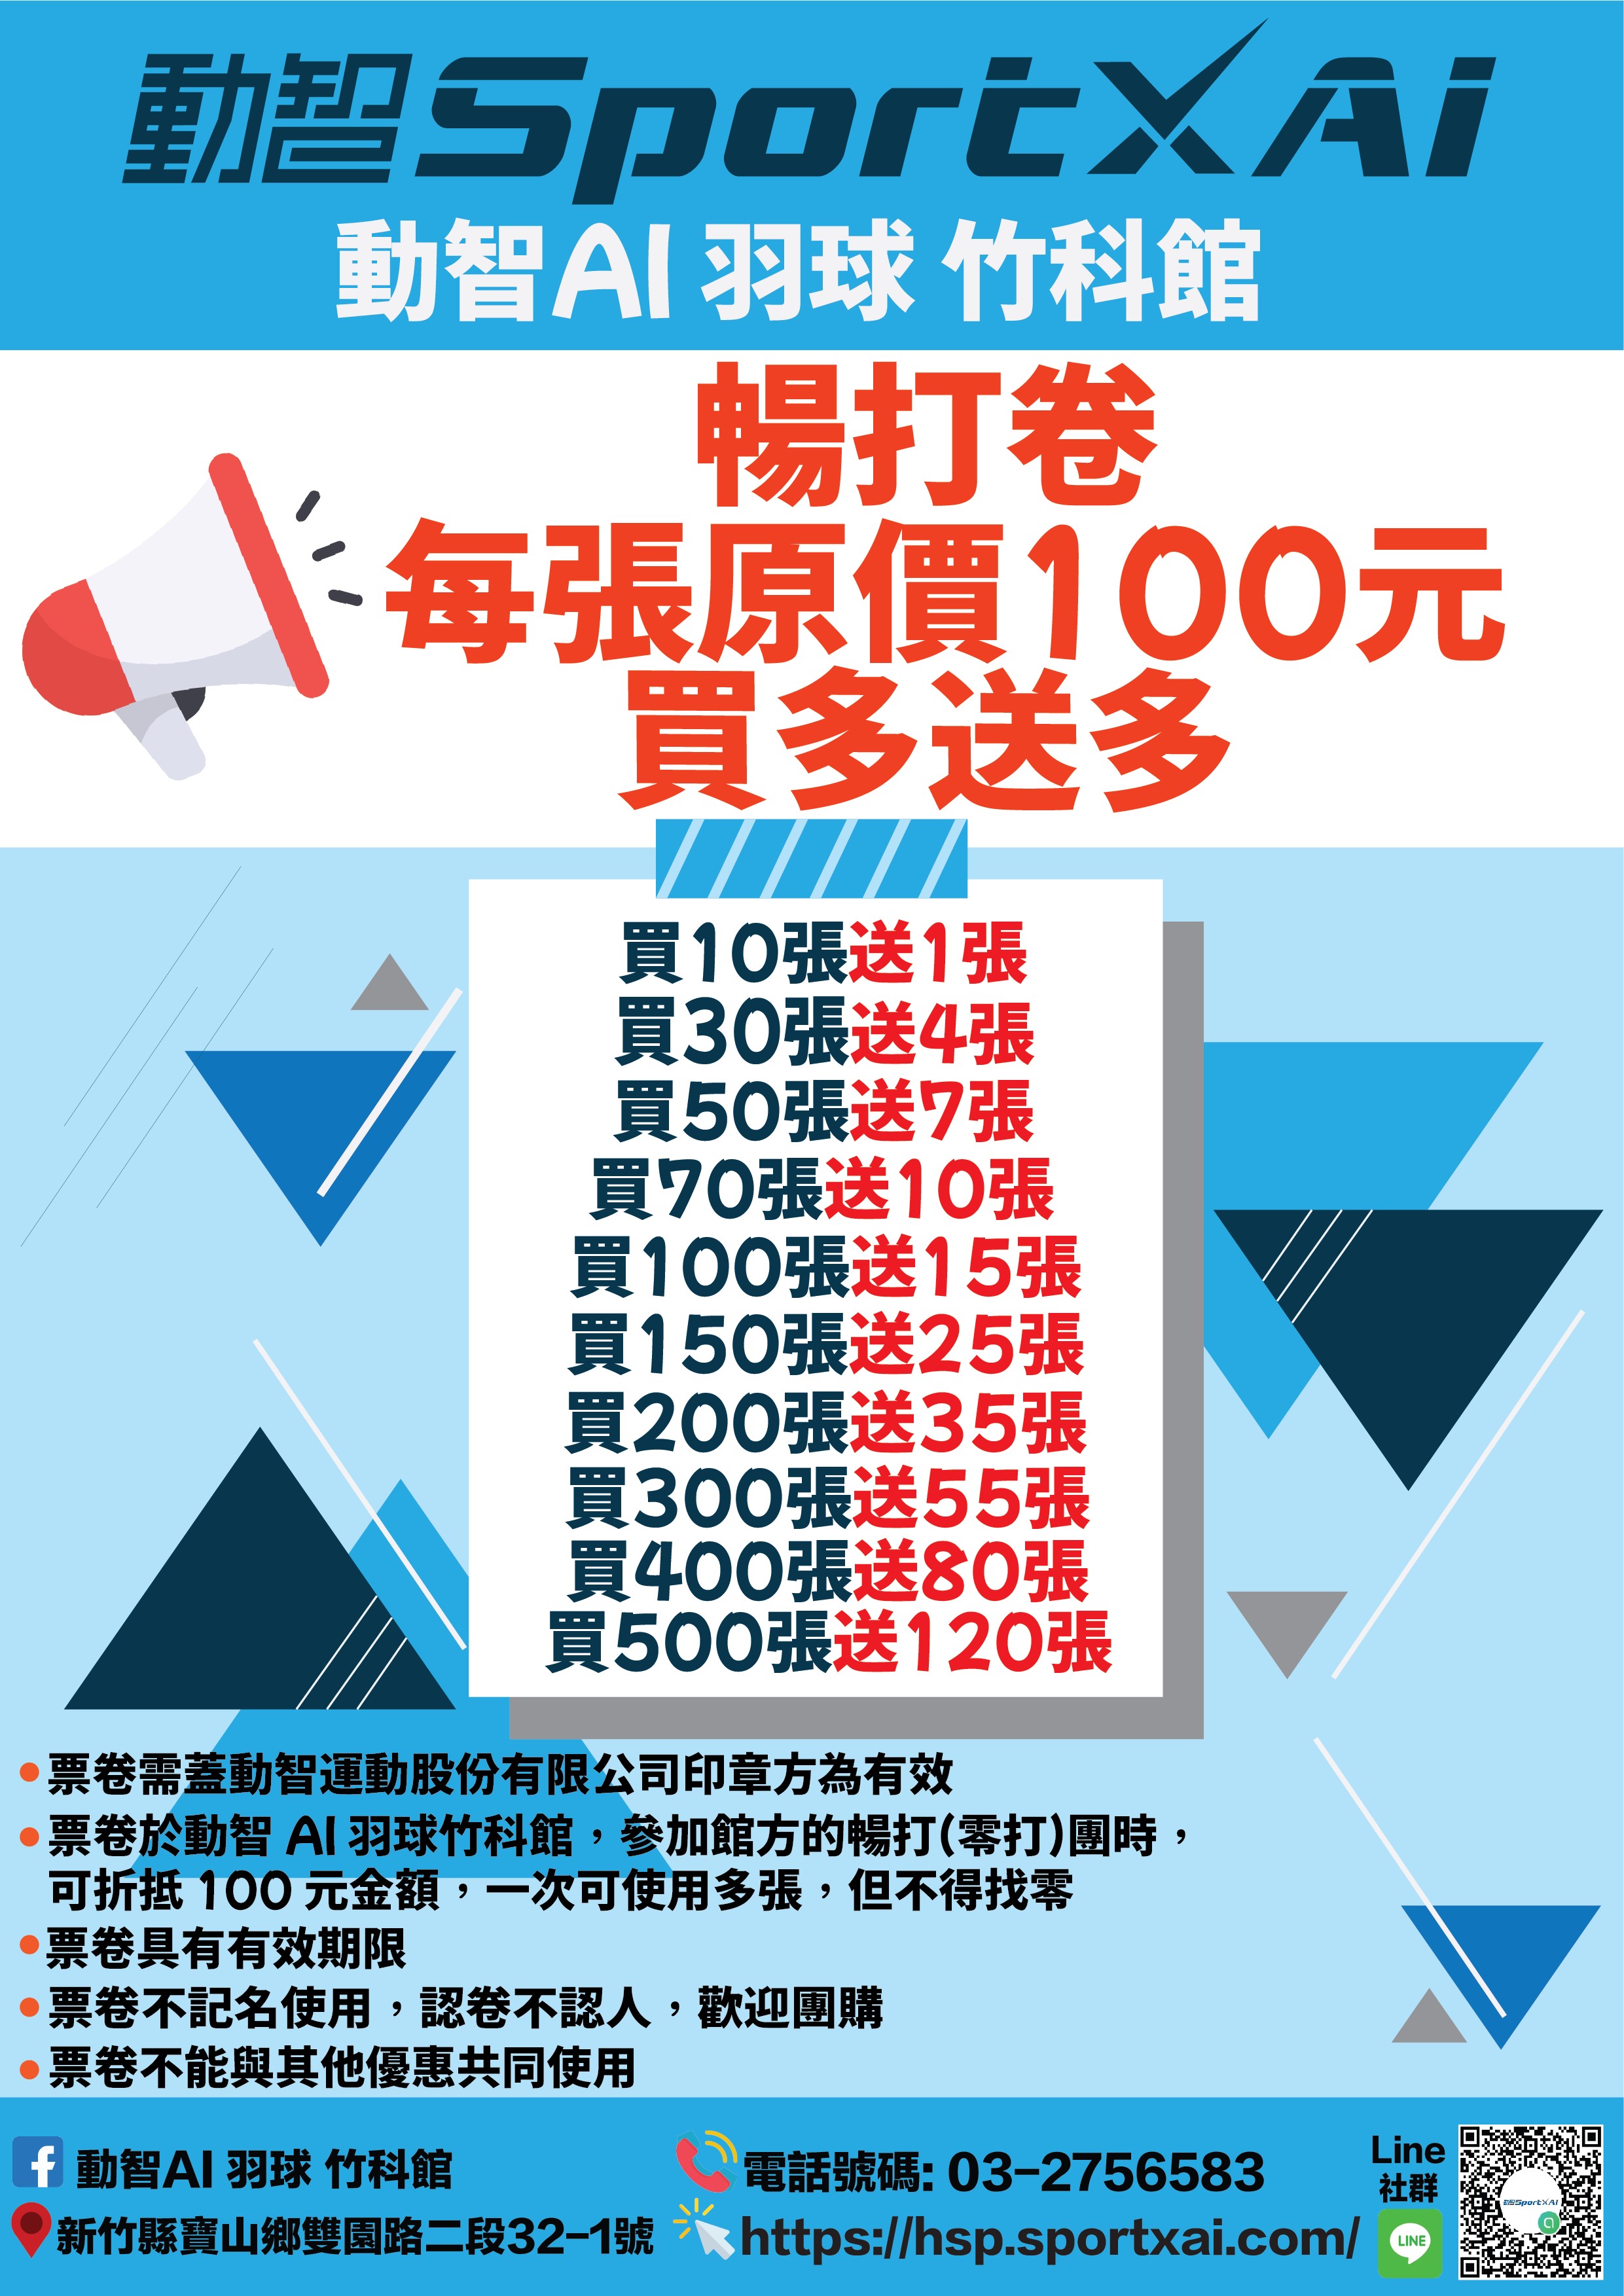 動智SportXAi
動智AI 羽球 竹科館
暢打卷
每張原價100元
買多送多
買10張送1張
買30張送4張
買50張送7張
買70張送10張
買100張送15張
買150張送25張
買200張送35張
買300張送55張
買400張送80張
買500張送120張
票卷需蓋動智運動股份有限公司印章方為有效
票卷於動智 AI 羽球竹科館，參加館方的暢打(零打)團時，
可折抵 100 元金額，一次可使用多張，但不得找零
票卷具有有效期限
票卷不記名使用，認卷不認人，歡迎團購
票卷不能與其他優惠共同使用
動智AI 羽球 竹科館
新竹縣寶山鄉雙園路二段32-1號
電話號碼: 03-2756583
https://hsp.sportxai.com/
Line
社群
LINE
動智SportXAi